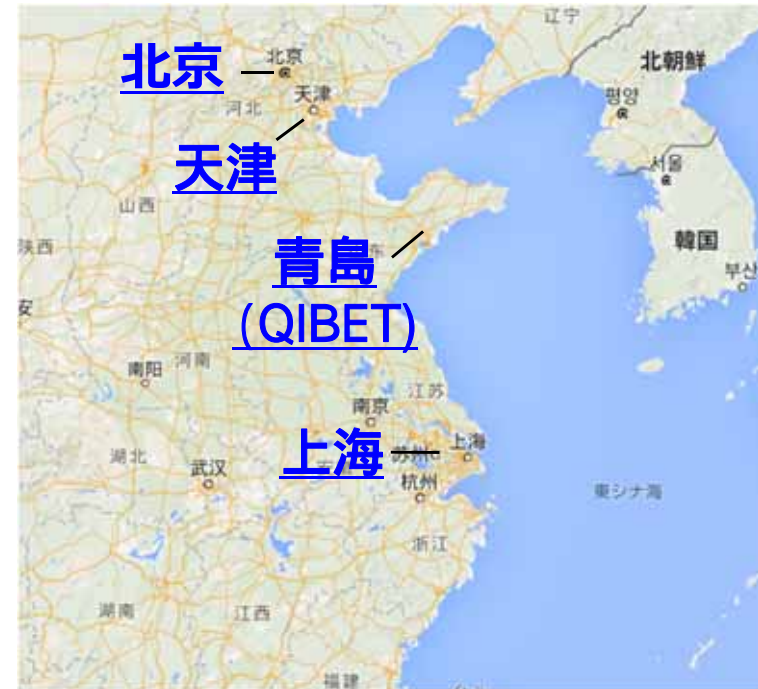 辽宁
北京
北京
北朝鮮
평양
天津
河北
天津
서울
山西
陕西
韩国
青島
东
부산
(QIBET)
安
河南
南阳
江苏
南京
上海
上海
苏州
湖北
武汉
杭州
東シナ海
浙江
湖南
江西
福建